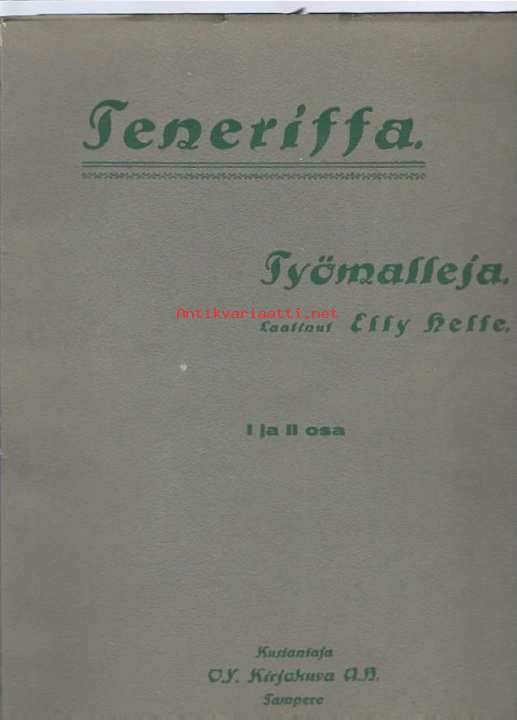 Teneriffa.
Työmalleja.
Antikvariaatti.net
Laatinut Elly Helle.
I ja II osa
Kustantaja
O.Y. Kirjakuva A.B.
Tampere